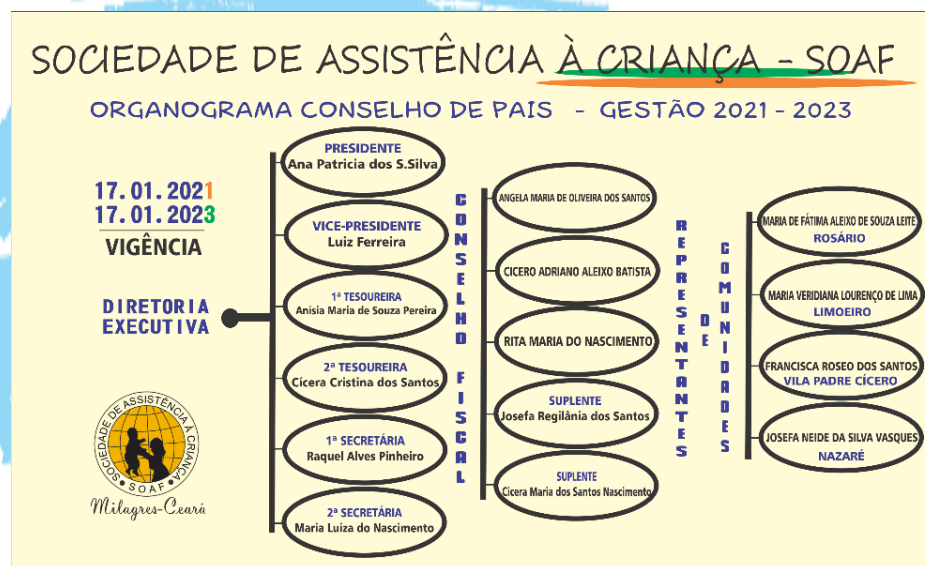 SOCIEDADE DE ASSISTÊNCIA À CRIANÇA - SOAF
ORGANOGRAMA CONSELHO DE PAIS - GESTÃO 2021 - 2023
17.01.2021
17.01.2023
VIGÊNCIA
DIRETORIA
EXECUTIVA
PRESIDENTE
Ana Patricia dos S.Silva
VICE-PRESIDENTE
Luiz Ferreira
1ª TESOUREIRA
Anísia Maria de Souza Pereira
2ª TESOUREIRA
Cícera Cristina dos Santos
1ª SECRETÁRIA
Raquel Alves Pinheiro
2ª SECRETÁRIA
Maria Luiza do Nascimento
CONSELHO FISCAL
ANGELA MARIA DE OLIVEIRA DOS SANTOS
CICERO ADRIANO ALEIXO BATISTA
RITA MARIA DO NASCIMENTO
SUPLENTE
Josefa Regilânia dos Santos
SUPLENTE
Cicera Maria dos Santos Nascimento
REPRESENTANTES
DE
COMUNIDADES
MARIA DE FÁTIMA ALEIXO DE SOUZA LEITE
ROSÁRIO
MARIA VERIDIANA LOURENÇO DE LIMA
LIMOEIRO
FRANCISCA ROSEO DOS SANTOS
VILA PADRE CÍCERO
JOSEFA NEIDE DA SILVA VASQUES
NAZARÉ
SOCIEDADE DE ASSISTÊNCIA À CRIANÇA
SOAF
Milagres-Ceará